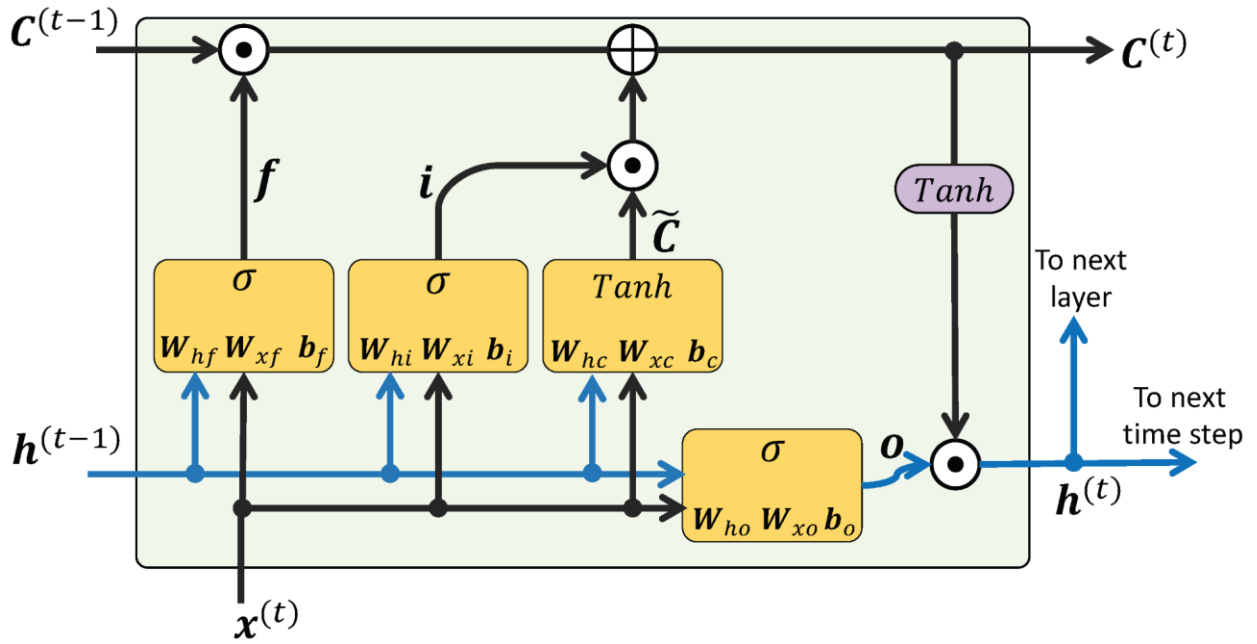 C^(t−1)
C^(t)
f
i
C̃
Tanh
σ
W_hf W_xf b_f
σ
W_hi W_xi b_i
Tanh
W_hc W_xc b_c
To next
layer
To next
time step
h^(t−1)
σ
W_ho W_xo b_o
o
h^(t)
x^(t)